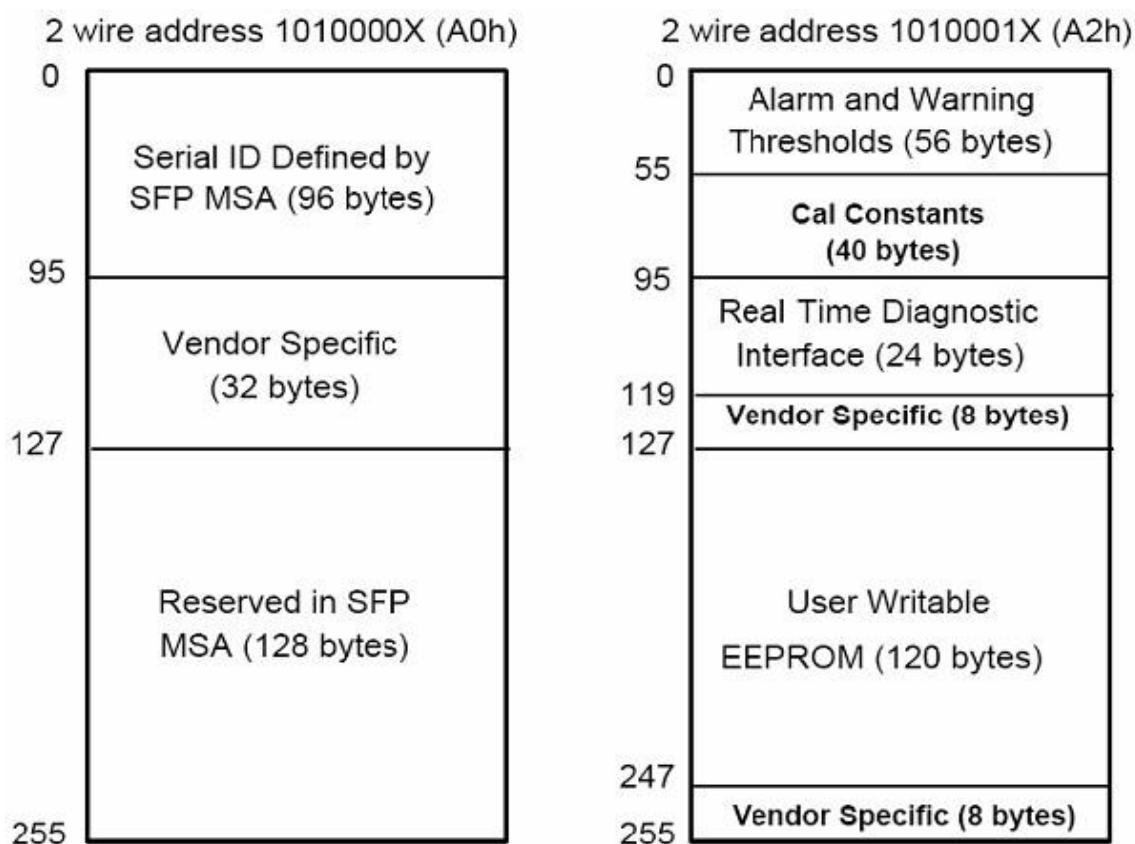 2 wire address 1010000X (A0h)
0
Serial ID Defined by
SFP MSA (96 bytes)
95
Vendor Specific
(32 bytes)
127
Reserved in SFP
MSA (128 bytes)
255
2 wire address 1010001X (A2h)
0
Alarm and Warning
Thresholds (56 bytes)
55
Cal Constants
(40 bytes)
95
Real Time Diagnostic
Interface (24 bytes)
119
Vendor Specific (8 bytes)
127
User Writable
EEPROM (120 bytes)
247
Vendor Specific (8 bytes)
255